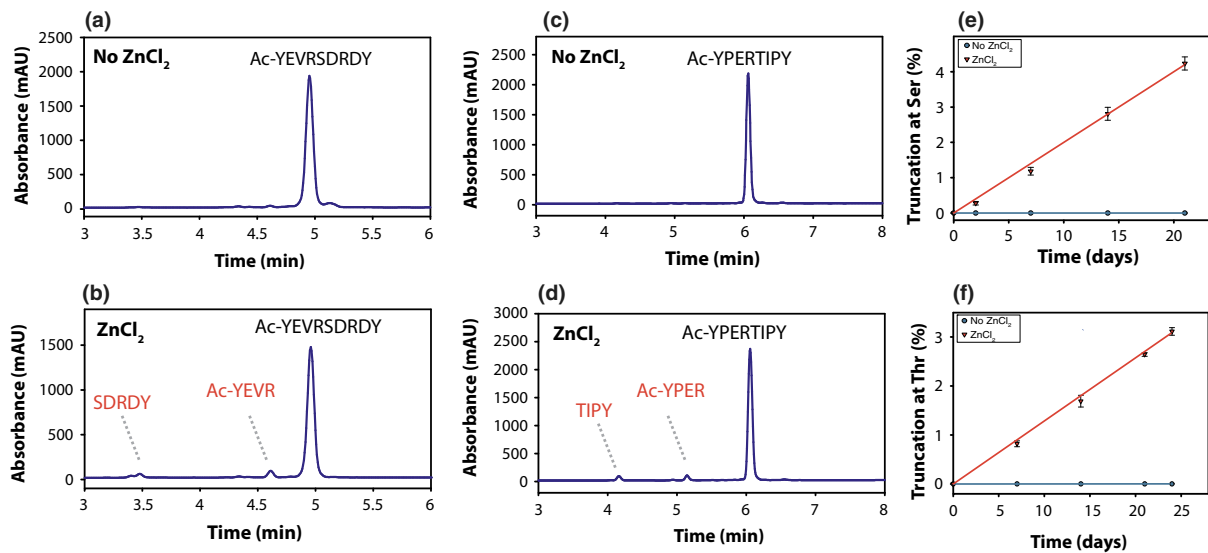 (a)
No ZnCl₂
Ac-YEVRSDRDY
Absorbance (mAU)
2500
2000
1500
1000
500
0
3
3.5
4
4.5
5
5.5
6
Time (min)
(c)
No ZnCl₂
Ac-YPERTIPY
Absorbance (mAU)
2500
2000
1500
1000
500
0
3
4
5
6
7
8
Time (min)
(e)
No ZnCl₂
ZnCl₂
Truncation at Ser (%)
4
3
2
1
0
0
5
10
15
20
Time (days)
(b)
ZnCl₂
Ac-YEVRSDRDY
SDRDY
Ac-YEVR
Absorbance (mAU)
1500
1000
500
0
3
3.5
4
4.5
5
5.5
6
Time (min)
(d)
ZnCl₂
Ac-YPERTIPY
TIPY
Ac-YPER
Absorbance (mAU)
3000
2500
2000
1500
1000
500
0
3
4
5
6
7
8
Time (min)
(f)
No ZnCl₂
ZnCl₂
Truncation at Thr (%)
3
2
1
0
0
5
10
15
20
25
Time (days)